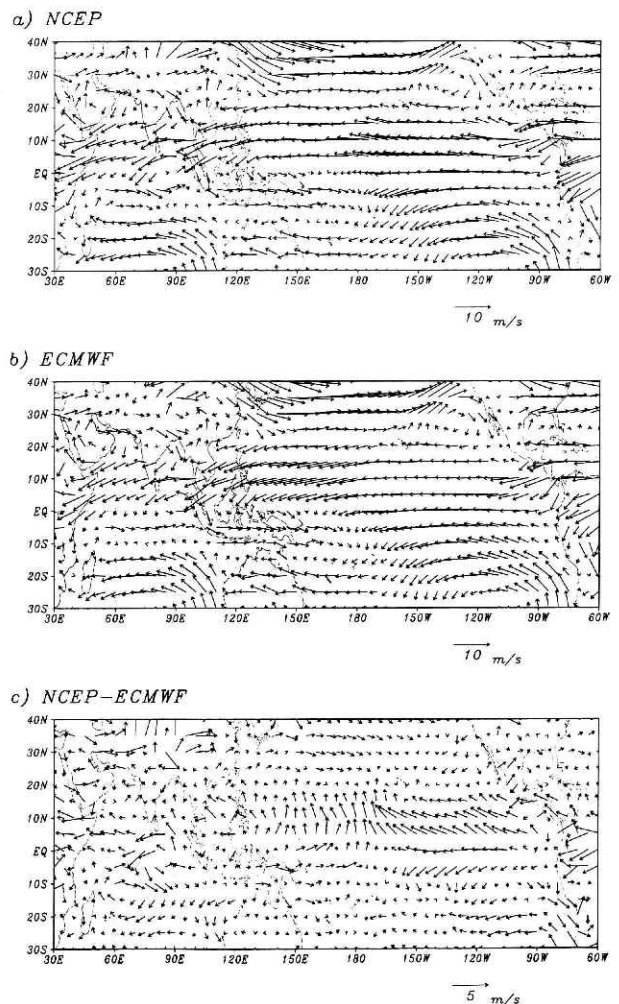 a) NCEP
40N
30N
20N
10N
EQ
10S
20S
30S
30E 60E 90E 120E 150E 180 150W 120W 90W 60W
10 m/s
b) ECMWF
40N
30N
20N
10N
EQ
10S
20S
30S
30E 60E 90E 120E 150E 180 150W 120W 90W 60W
10 m/s
c) NCEP-ECMWF
40N
30N
20N
10N
EQ
10S
20S
30S
30E 60E 90E 120E 150E 180 150W 120W 90W 60W
5 m/s